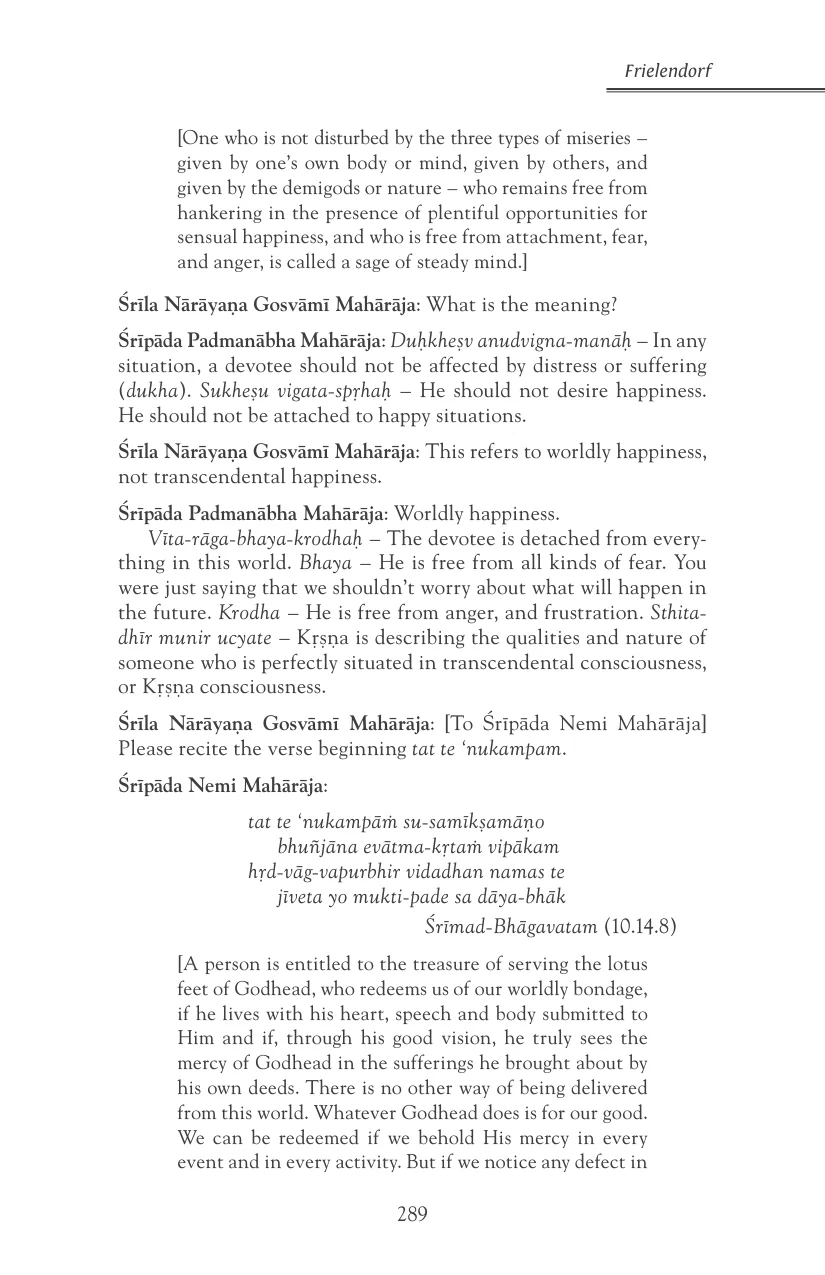 Frielendorf
[One who is not disturbed by the three types of miseries –
given by one’s own body or mind, given by others, and
given by the demigods or nature – who remains free from
hankering in the presence of plentiful opportunities for
sensual happiness, and who is free from attachment, fear,
and anger, is called a sage of steady mind.]
Śrīla Nārāyaṇa Gosvāmī Mahārāja: What is the meaning?
Śrīpāda Padmanābha Mahārāja: Duḥkheṣv anudvigna-manāḥ – In any
situation, a devotee should not be affected by distress or suffering
(dukha). Sukheṣu vigata-spṛhaḥ – He should not desire happiness.
He should not be attached to happy situations.
Śrīla Nārāyaṇa Gosvāmī Mahārāja: This refers to worldly happiness,
not transcendental happiness.
Śrīpāda Padmanābha Mahārāja: Worldly happiness.
Vīta-rāga-bhaya-krodhaḥ – The devotee is detached from every-
thing in this world. Bhaya – He is free from all kinds of fear. You
were just saying that we shouldn’t worry about what will happen in
the future. Krodha – He is free from anger, and frustration. Sthita-
dhīr munir ucyate – Kṛṣṇa is describing the qualities and nature of
someone who is perfectly situated in transcendental consciousness,
or Kṛṣṇa consciousness.
Śrīla Nārāyaṇa Gosvāmī Mahārāja: [To Śrīpāda Nemi Mahārāja]
Please recite the verse beginning tat te ‘nukampam.
Śrīpāda Nemi Mahārāja:
tat te ‘nukampāṁ su-samīkṣamāṇo
bhuñjāna evātma-kṛtaṁ vipākam
hṛd-vāg-vapurbhir vidadhan namas te
jīveta yo mukti-pade sa dāya-bhāk
Śrīmad-Bhāgavatam (10.14.8)
[A person is entitled to the treasure of serving the lotus
feet of Godhead, who redeems us of our worldly bondage,
if he lives with his heart, speech and body submitted to
Him and if, through his good vision, he truly sees the
mercy of Godhead in the sufferings he brought about by
his own deeds. There is no other way of being delivered
from this world. Whatever Godhead does is for our good.
We can be redeemed if we behold His mercy in every
event and in every activity. But if we notice any defect in
289